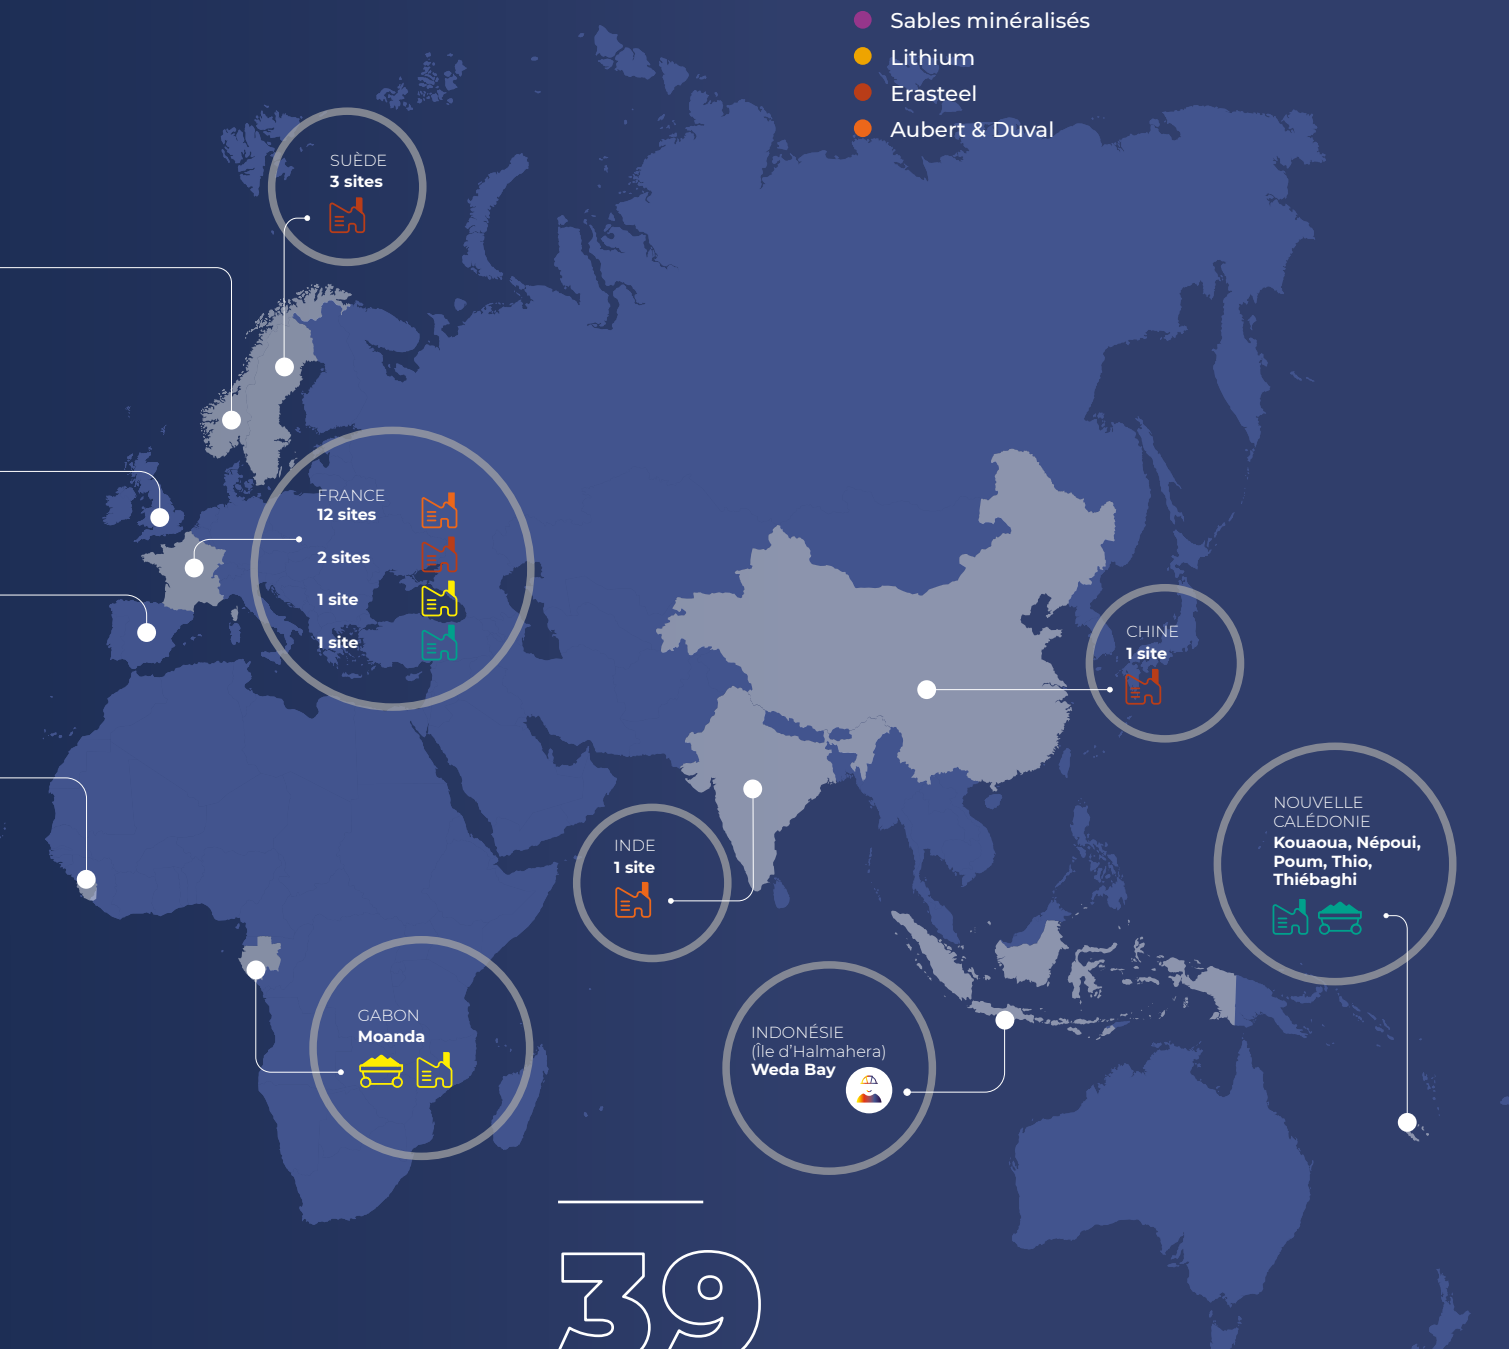 Sables minéralisés
Lithium
Erasteel
Aubert & Duval
SUÈDE
3 sites
FRANCE
12 sites
2 sites
1 site
1 site
CHINE
1 site
INDE
1 site
NOUVELLE
CALÉDONIE
Kouaoua, Népoui,
Poum, Thio,
Thiébaghi
GABON
Moanda
INDONÉSIE
(Île d’Halmahera)
Weda Bay
39